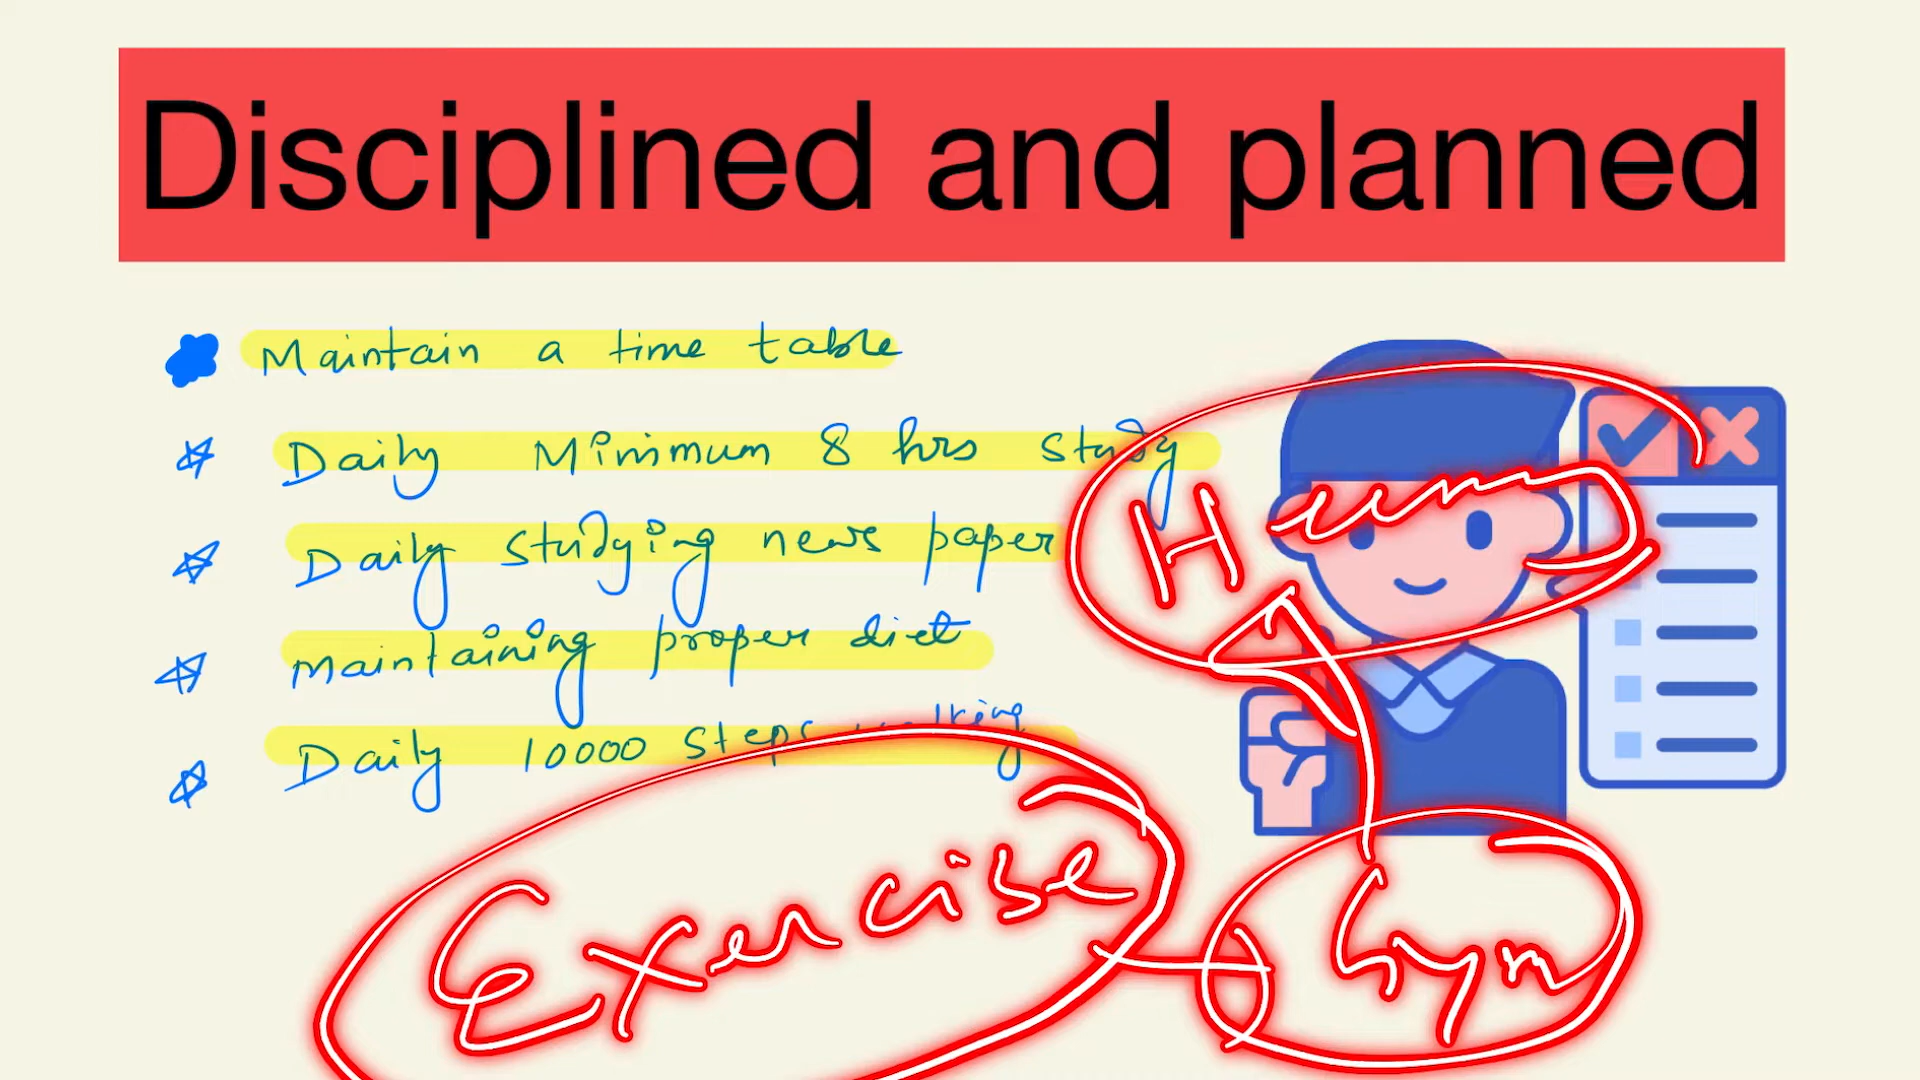 Disciplined and planned
Maintain a time table
Daily Minimum 8 hrs study
Daily studying news paper
maintaining proper diet
Daily 10000 steps walking
Exercise
Gym